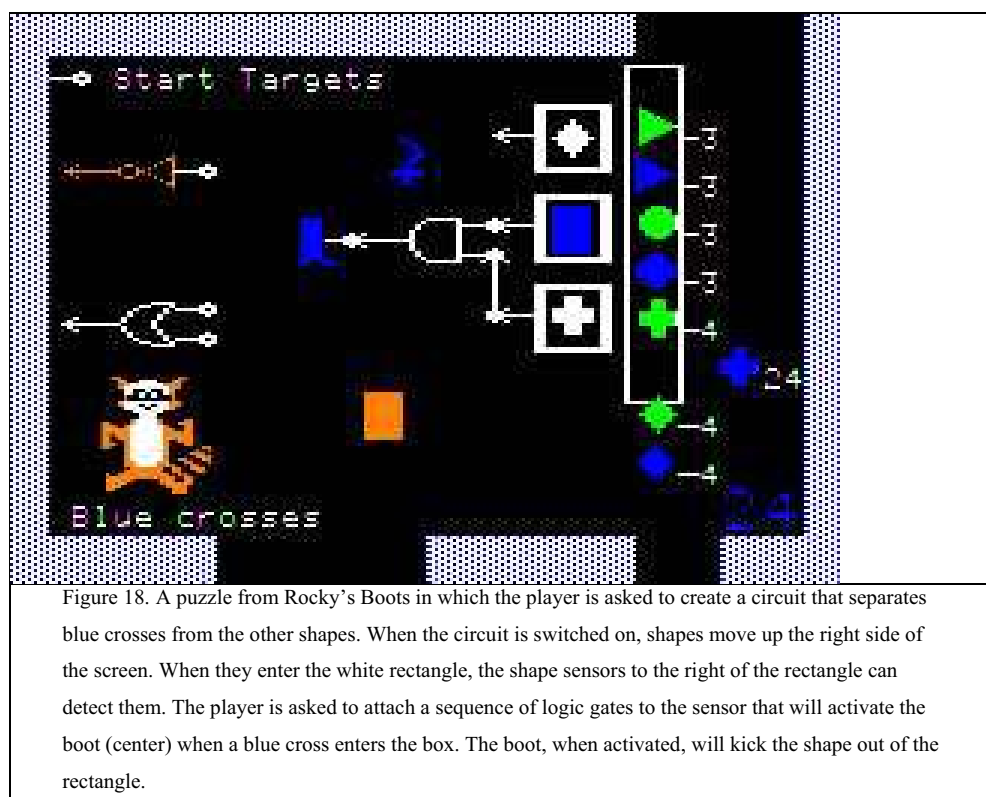 Start Targets
-3
-3
-3
-3
-4
24
-4
-4
24
Blue crosses
Figure 18. A puzzle from Rocky's Boots in which the player is asked to create a circuit that separates
blue crosses from the other shapes. When the circuit is switched on, shapes move up the right side of
the screen. When they enter the white rectangle, the shape sensors to the right of the rectangle can
detect them. The player is asked to attach a sequence of logic gates to the sensor that will activate the
boot (center) when a blue cross enters the box. The boot, when activated, will kick the shape out of the
rectangle.